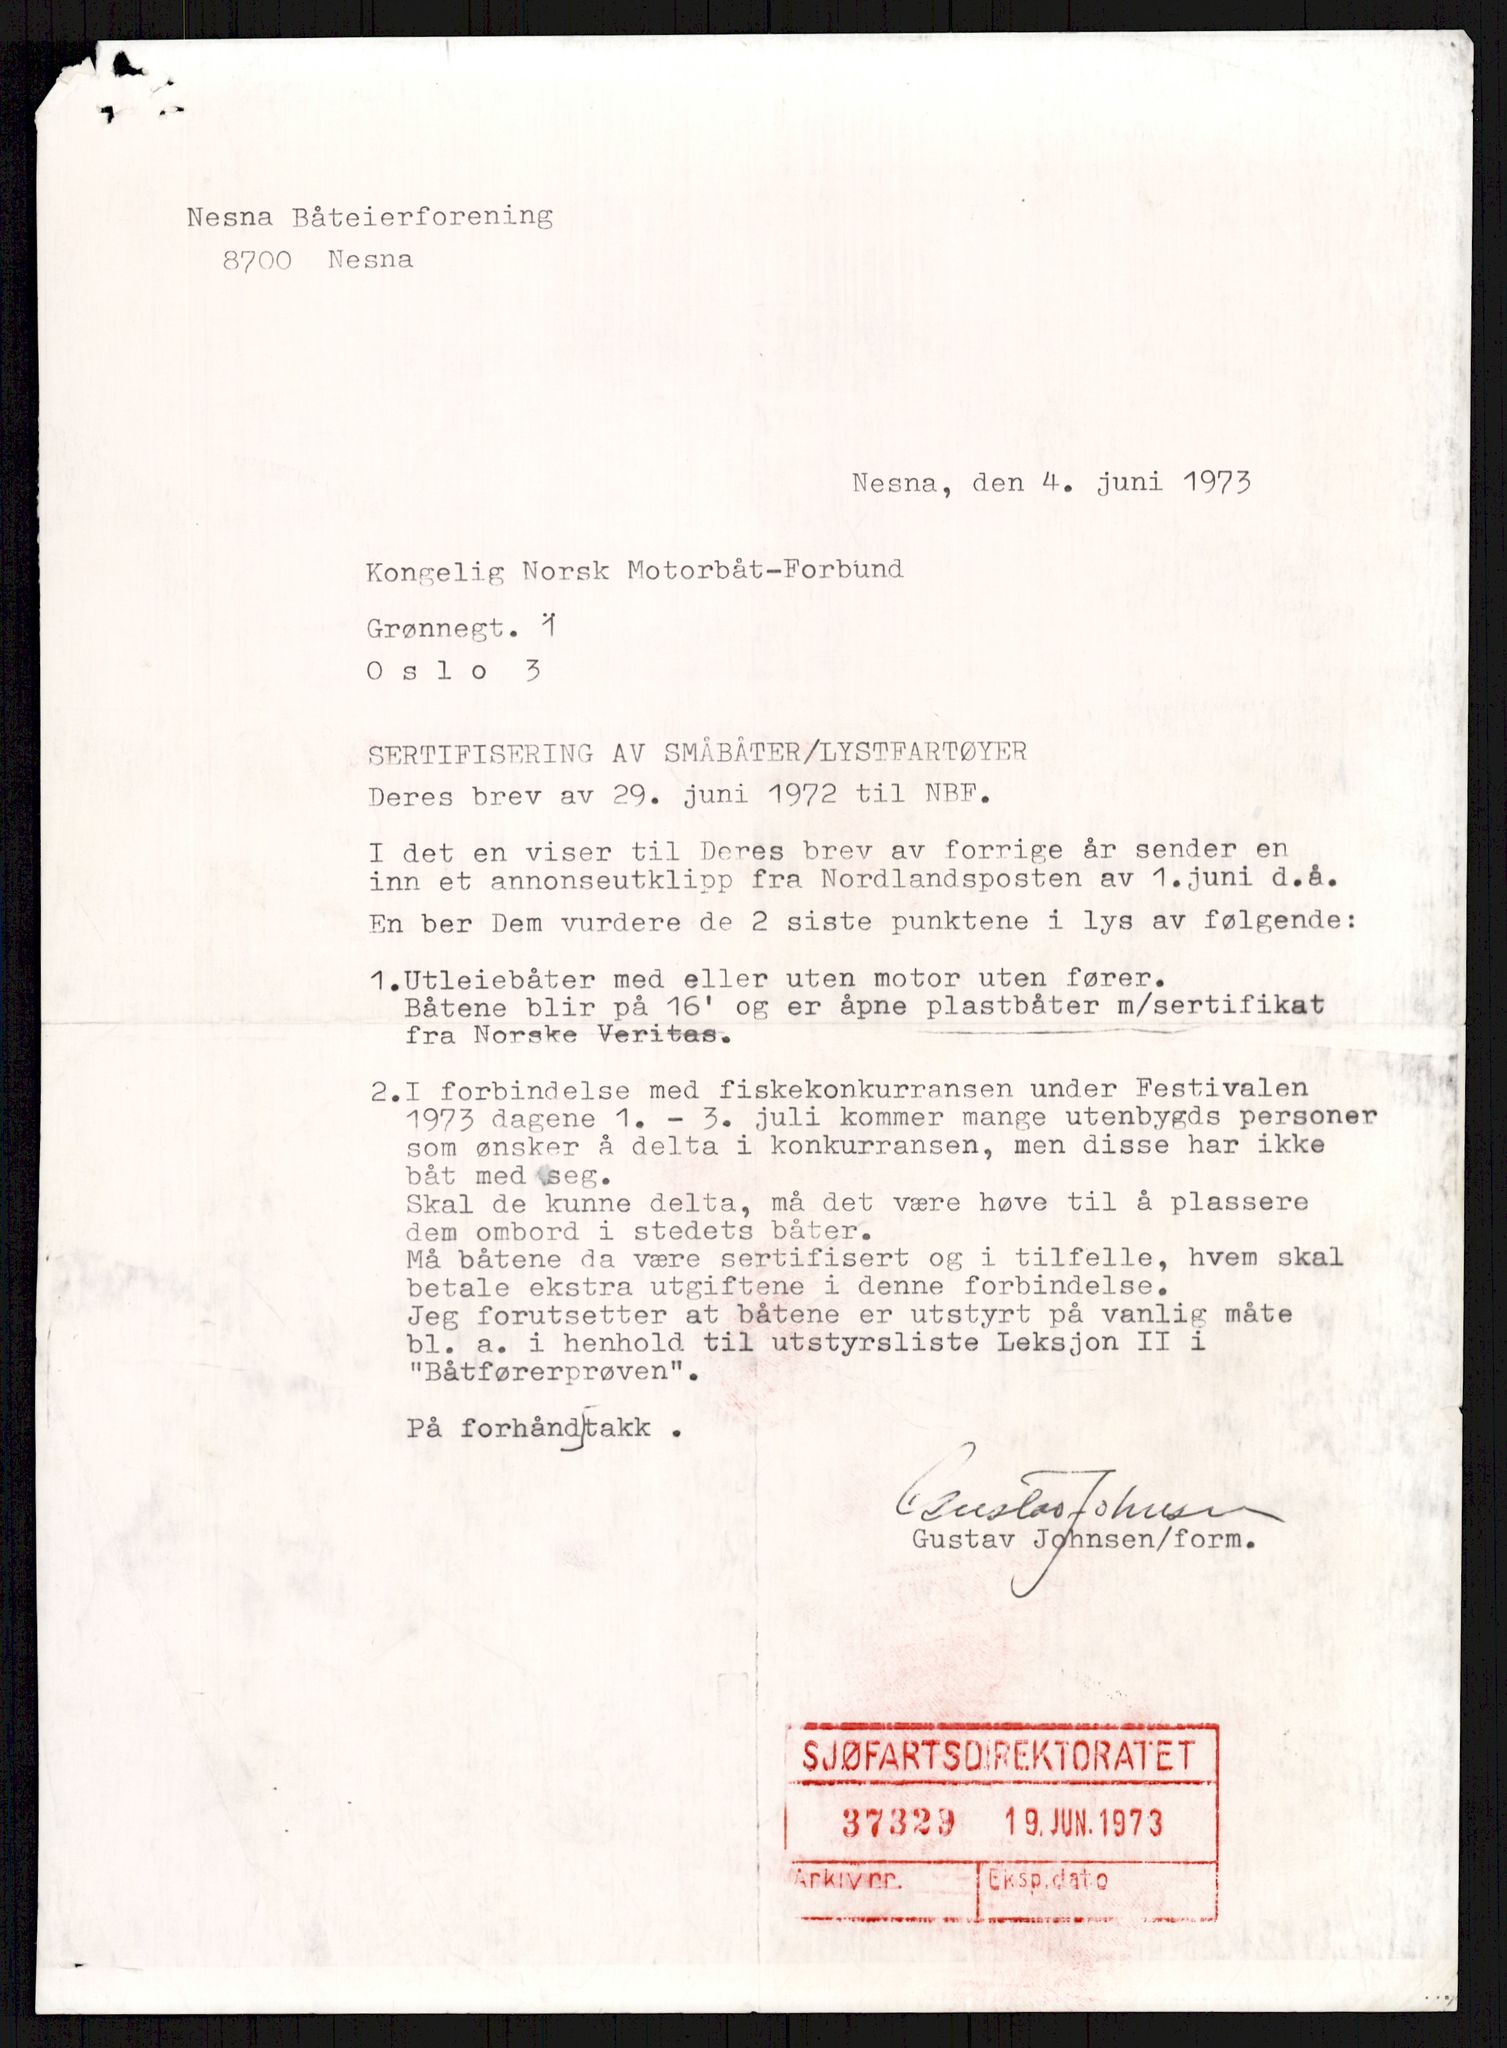 Nesna Båteierforening
8700 Nesna
Nesna, den 4. juni 1973
Kongelig Norsk Motorbåt-Forbund
Grønnegt. 1
O s l o 3
SERTIFISERING AV SMÅBÅTER/LYSTFARTØYER
Deres brev av 29. juni 1972 til NBF.
I det en viser til Deres brev av forrige år sender en
inn et annonseutklipp fra Nordlandsposten av 1.juni d.å.
En ber Dem vurdere de 2 siste punktene i lys av følgende:
1.Utleiebåter med eller uten motor uten fører.
Båtene blir på 16' og er åpne plastbåter m/sertifikat
fra Norske Veritas.
2.I forbindelse med fiskekonkurransen under Festivalen
1973 dagene 1. - 3. juli kommer mange utenbygds personer
som ønsker å delta i konkurransen, men disse har ikke
båt med seg.
Skal de kunne delta, må det være høve til å plassere
dem ombord i stedets båter.
Må båtene da være sertifisert og i tilfelle, hvem skal
betale ekstra utgiftene i denne forbindelse.
Jeg forutsetter at båtene er utstyrt på vanlig måte
bl. a. i henhold til utstyrsliste Leksjon II i
"Båtførerprøven".
På forhånd takk .
Gustav Johnsen
Gustav Johnsen/form.
SJØFARTSDIREKTORATET
37329 19. JUN. 1973
Arkiv nr. Eksp. dato